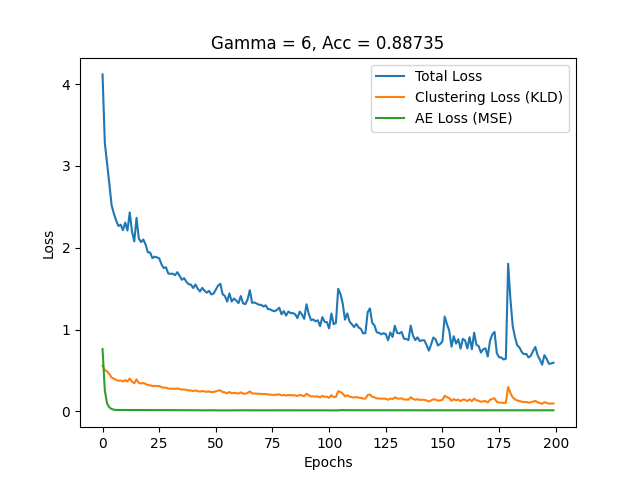 Gamma = 6, Acc = 0.88735
Total Loss
Clustering Loss (KLD)
AE Loss (MSE)
Loss
4
3
2
1
0
0
25
50
75
100
125
150
175
200
Epochs